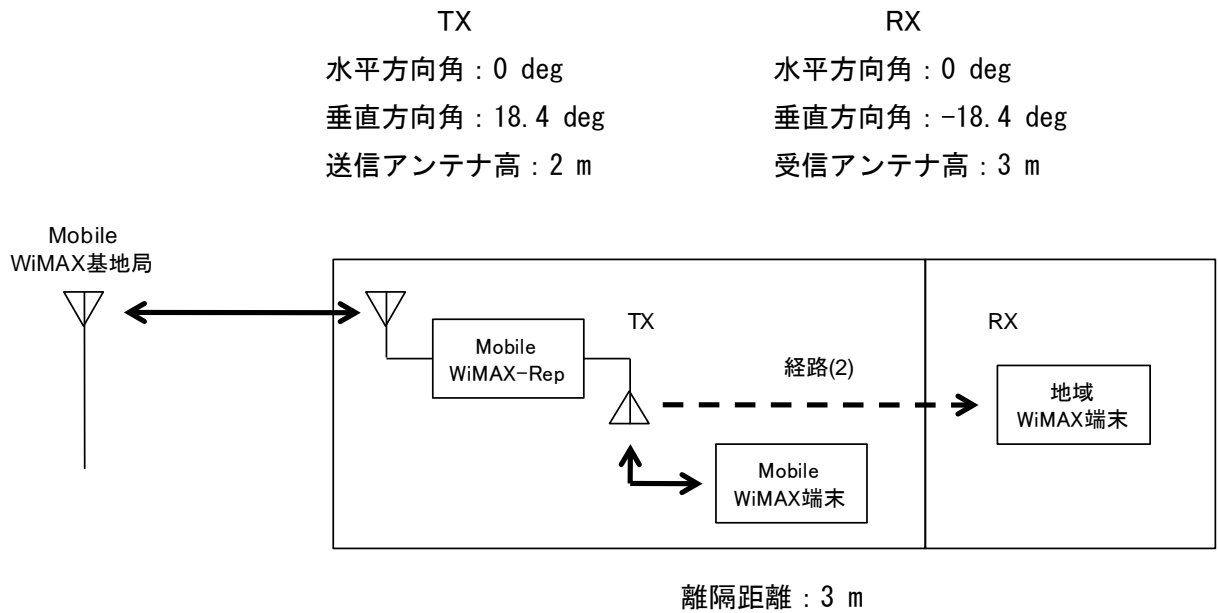 TX
RX
水平方向角：0 deg
水平方向角：0 deg
垂直方向角：18.4 deg
垂直方向角：-18.4 deg
送信アンテナ高：2 m
受信アンテナ高：3 m
Mobile
WiMAX基地局
Mobile
WiMAX-Rep
TX
経路(2)
RX
地域
WiMAX端末
Mobile
WiMAX端末
離隔距離：3 m